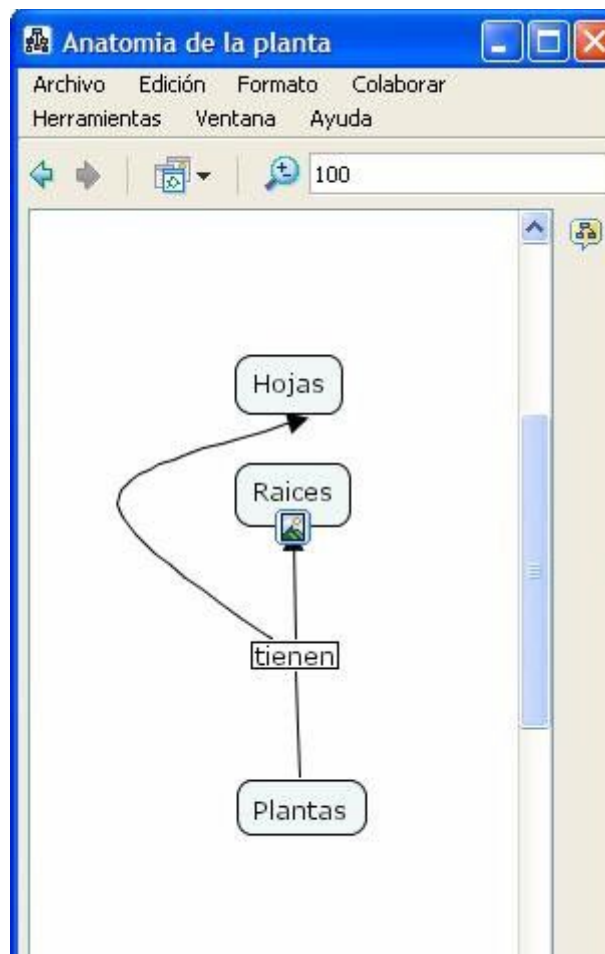 Anatomia de la planta
Archivo Edición Formato Colaborar
Herramientas Ventana Ayuda
100
Hojas
Raices
tienen
Plantas